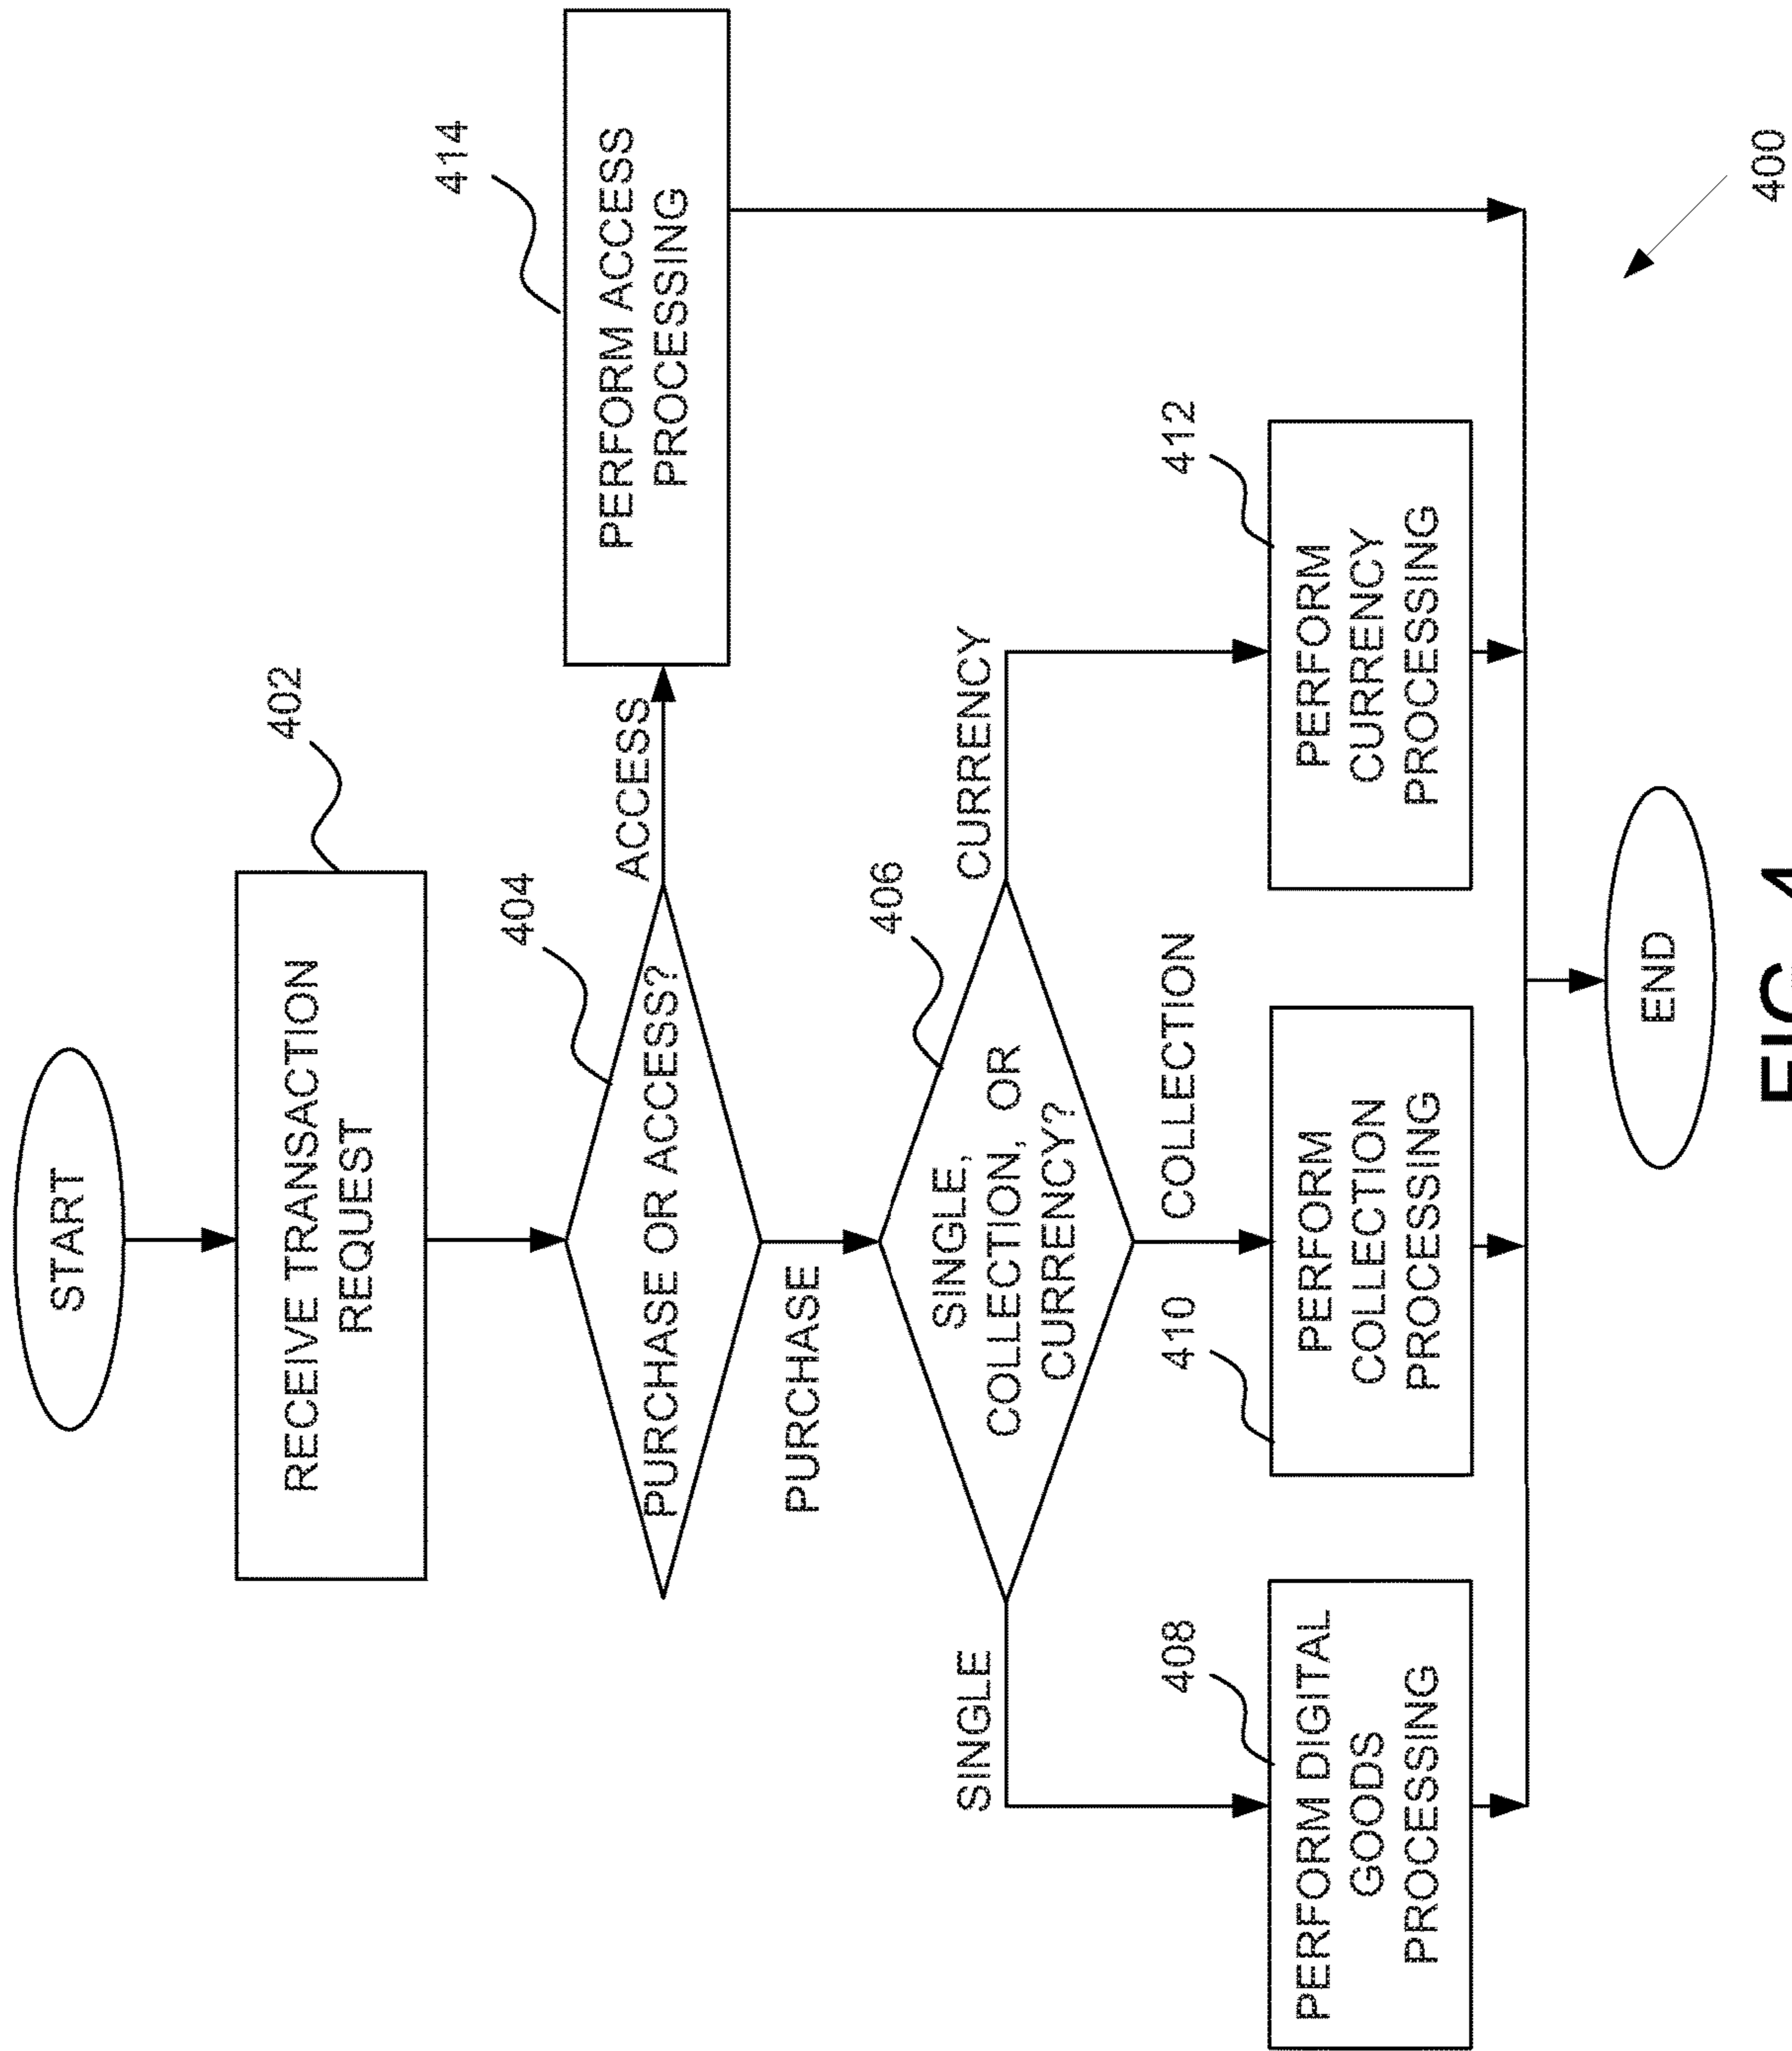 START
402
RECEIVE TRANSACTION
REQUEST
404
PURCHASE OR ACCESS?
ACCESS
414
PERFORM ACCESS
PROCESSING
PURCHASE
406
SINGLE,
COLLECTION, OR
CURRENCY?
SINGLE
COLLECTION
CURRENCY
408
PERFORM DIGITAL
GOODS
PROCESSING
410
PERFORM
COLLECTION
PROCESSING
412
PERFORM
CURRENCY
PROCESSING
END
400